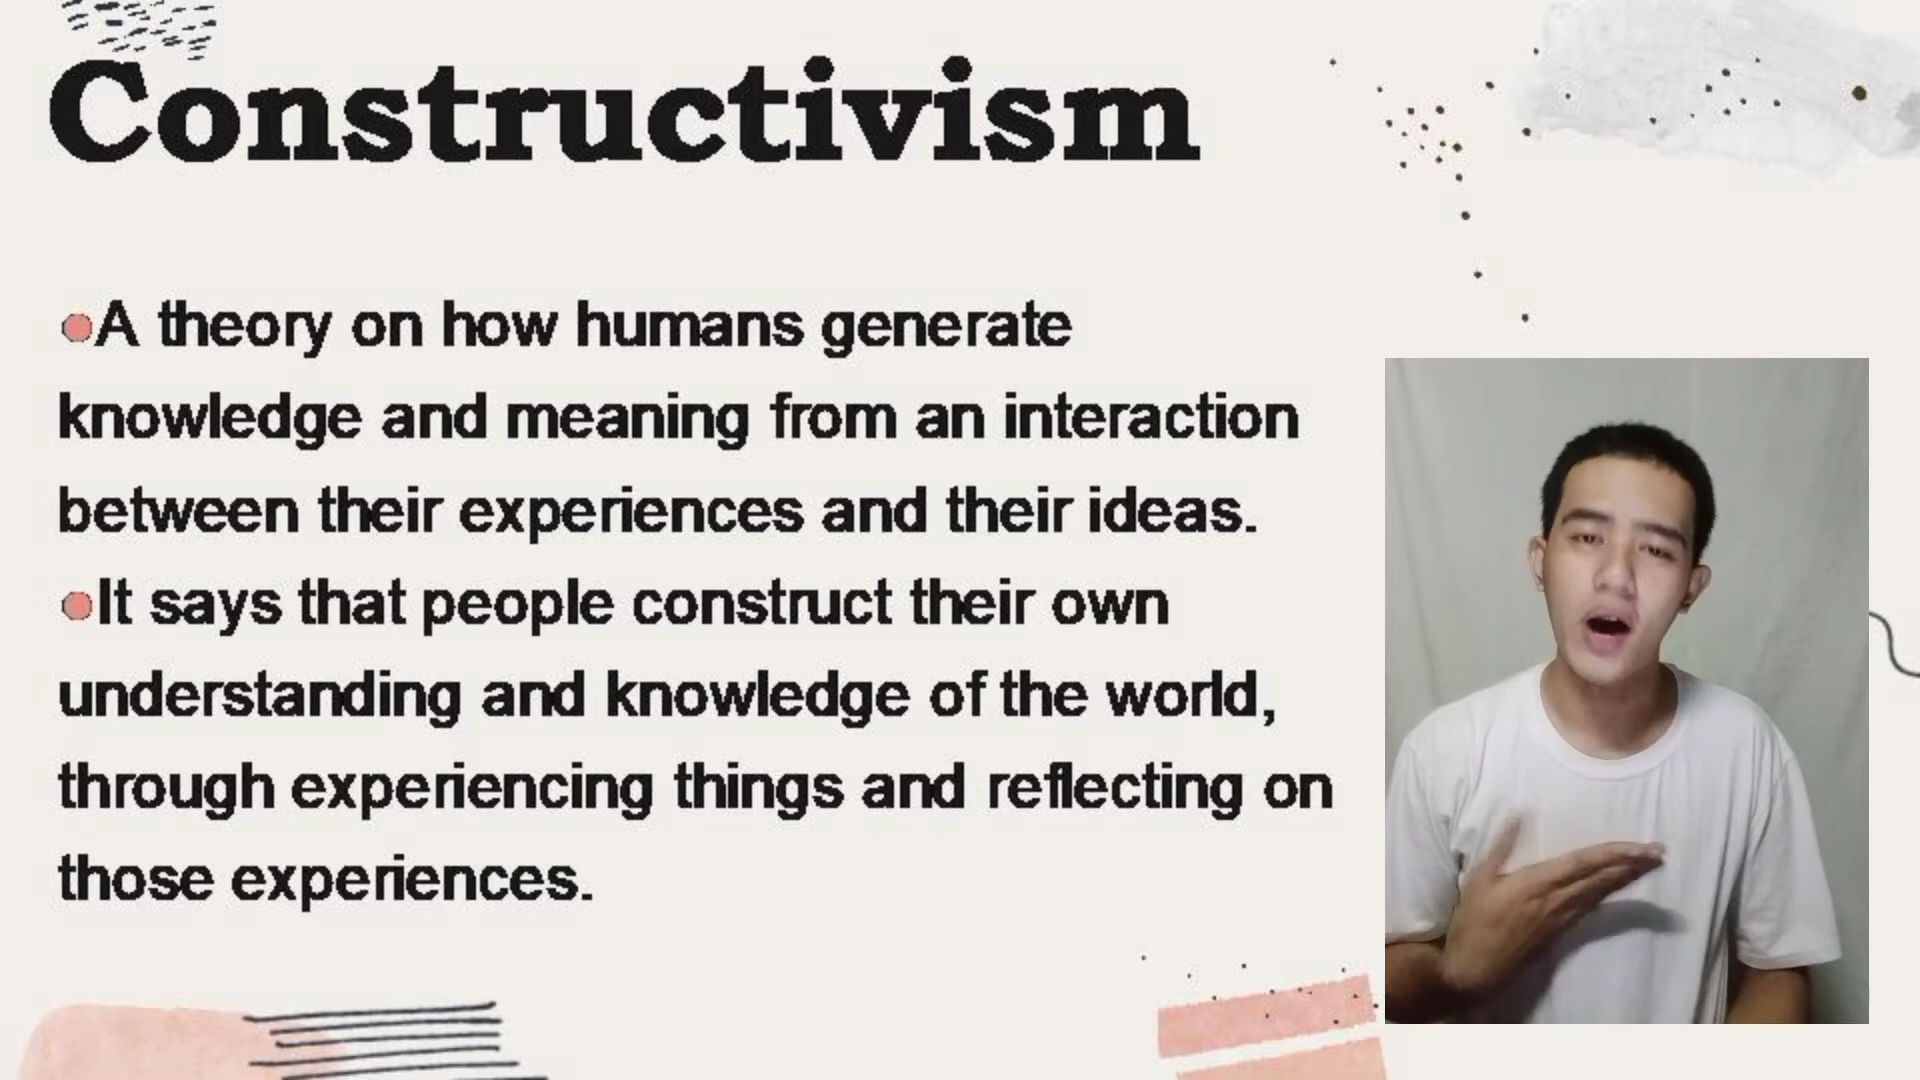 Constructivism
•A theory on how humans generate
knowledge and meaning from an interaction
between their experiences and their ideas.
•It says that people construct their own
understanding and knowledge of the world,
through experiencing things and reflecting on
those experiences.